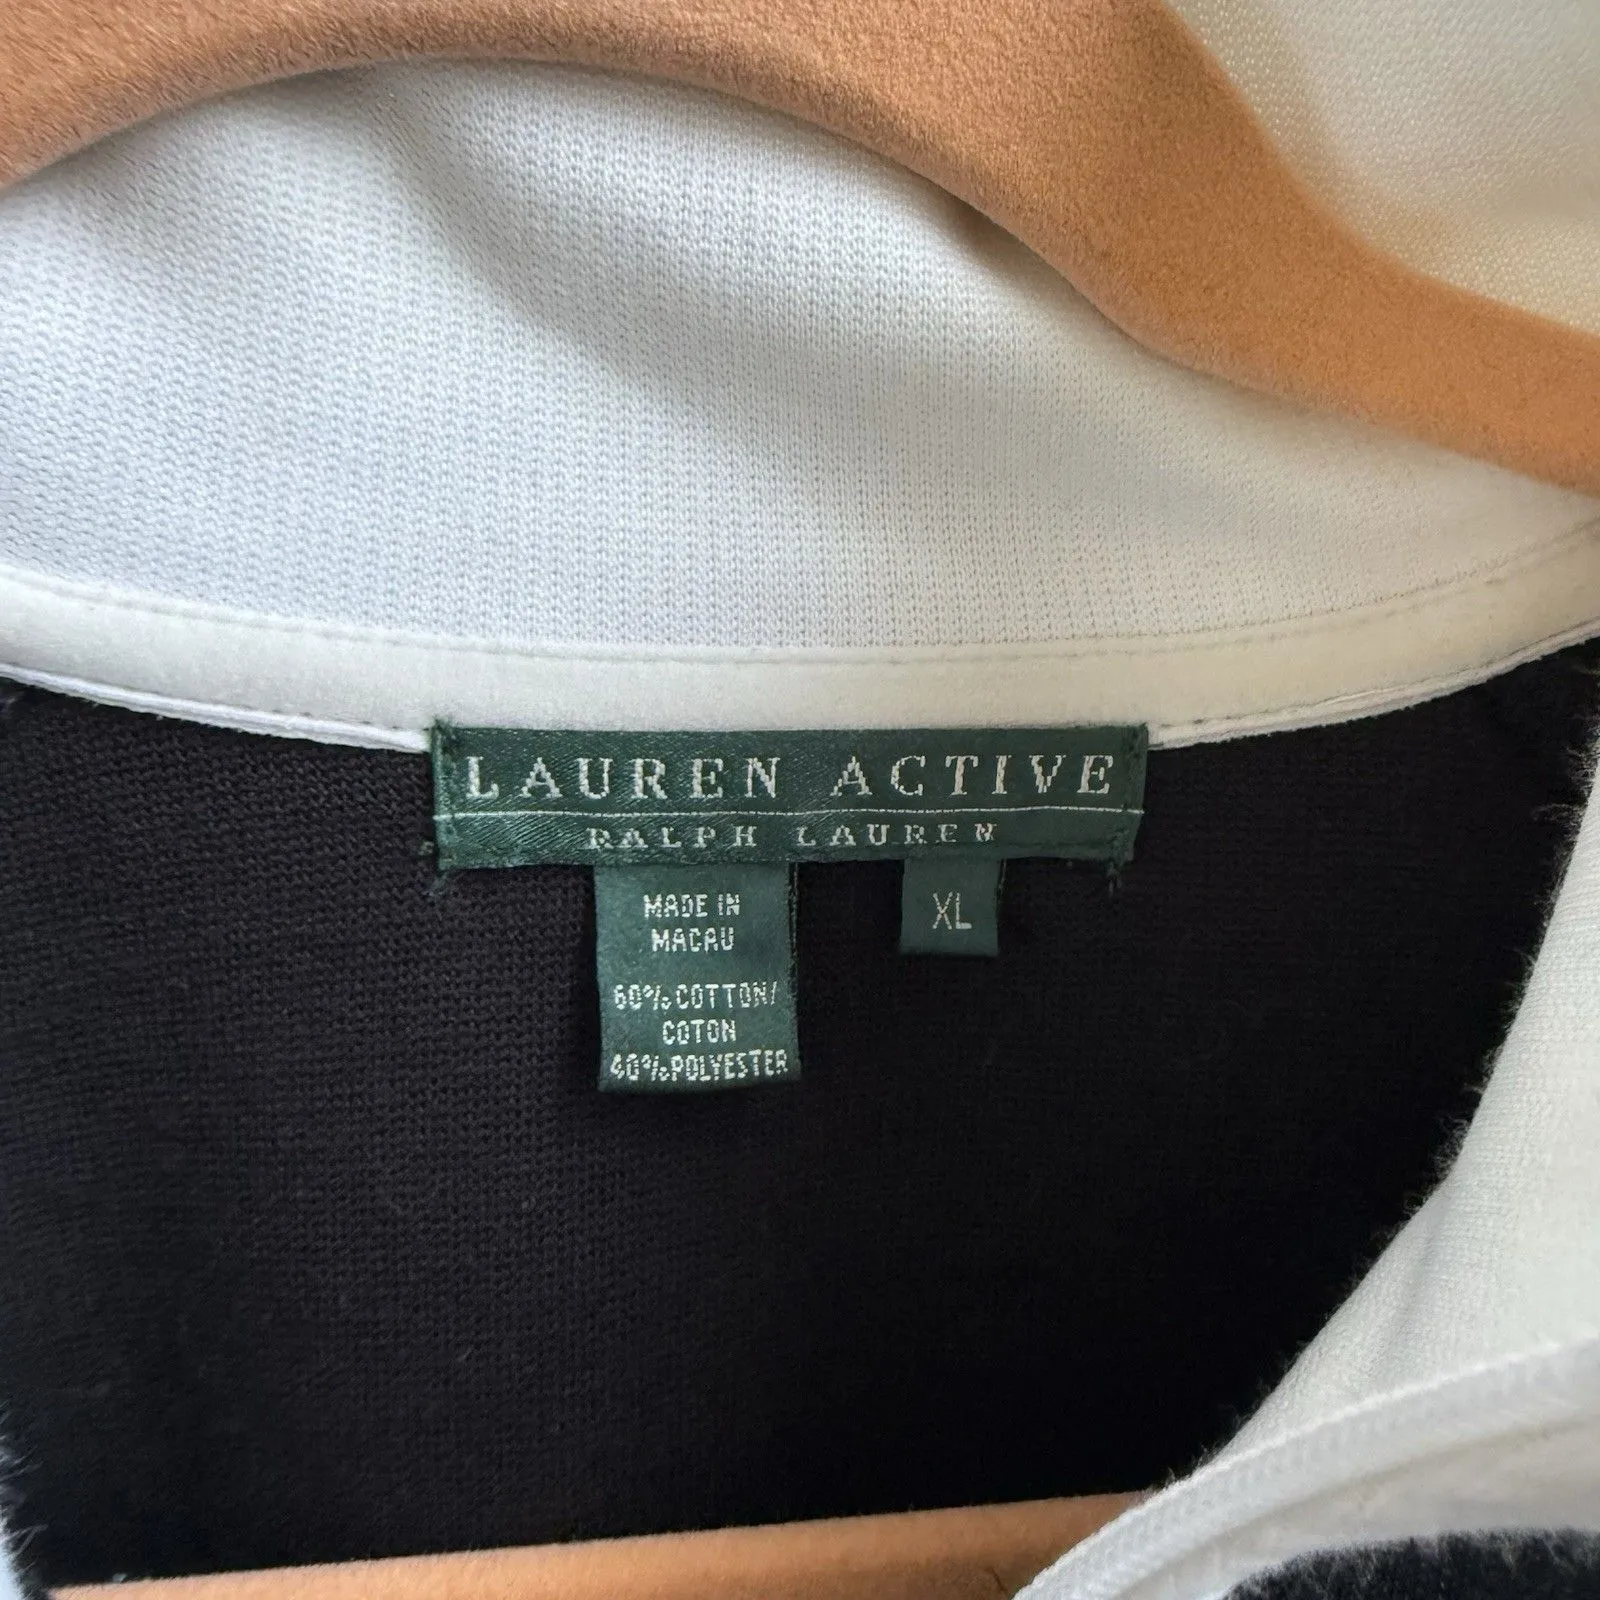 LAUREN ACTIVE
RALPH LAUREN
MADE IN
MACAU
60% COTTON/
COTON
40% POLYESTER
XL